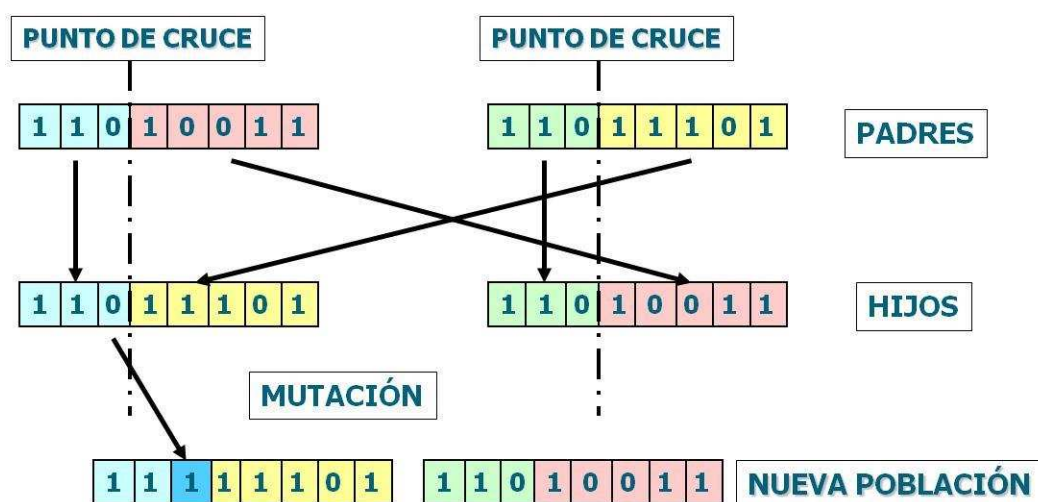 PUNTO DE CRUCE PUNTO DE CRUCE
1 1 0 1 0 0 1 1 1 1 0 1 1 1 0 1 PADRES
1 1 0 1 1 1 0 1 1 1 0 1 0 0 1 1 HIJOS
MUTACIÓN
1 1 1 1 1 1 0 1 1 1 0 1 0 0 1 1 NUEVA POBLACIÓN